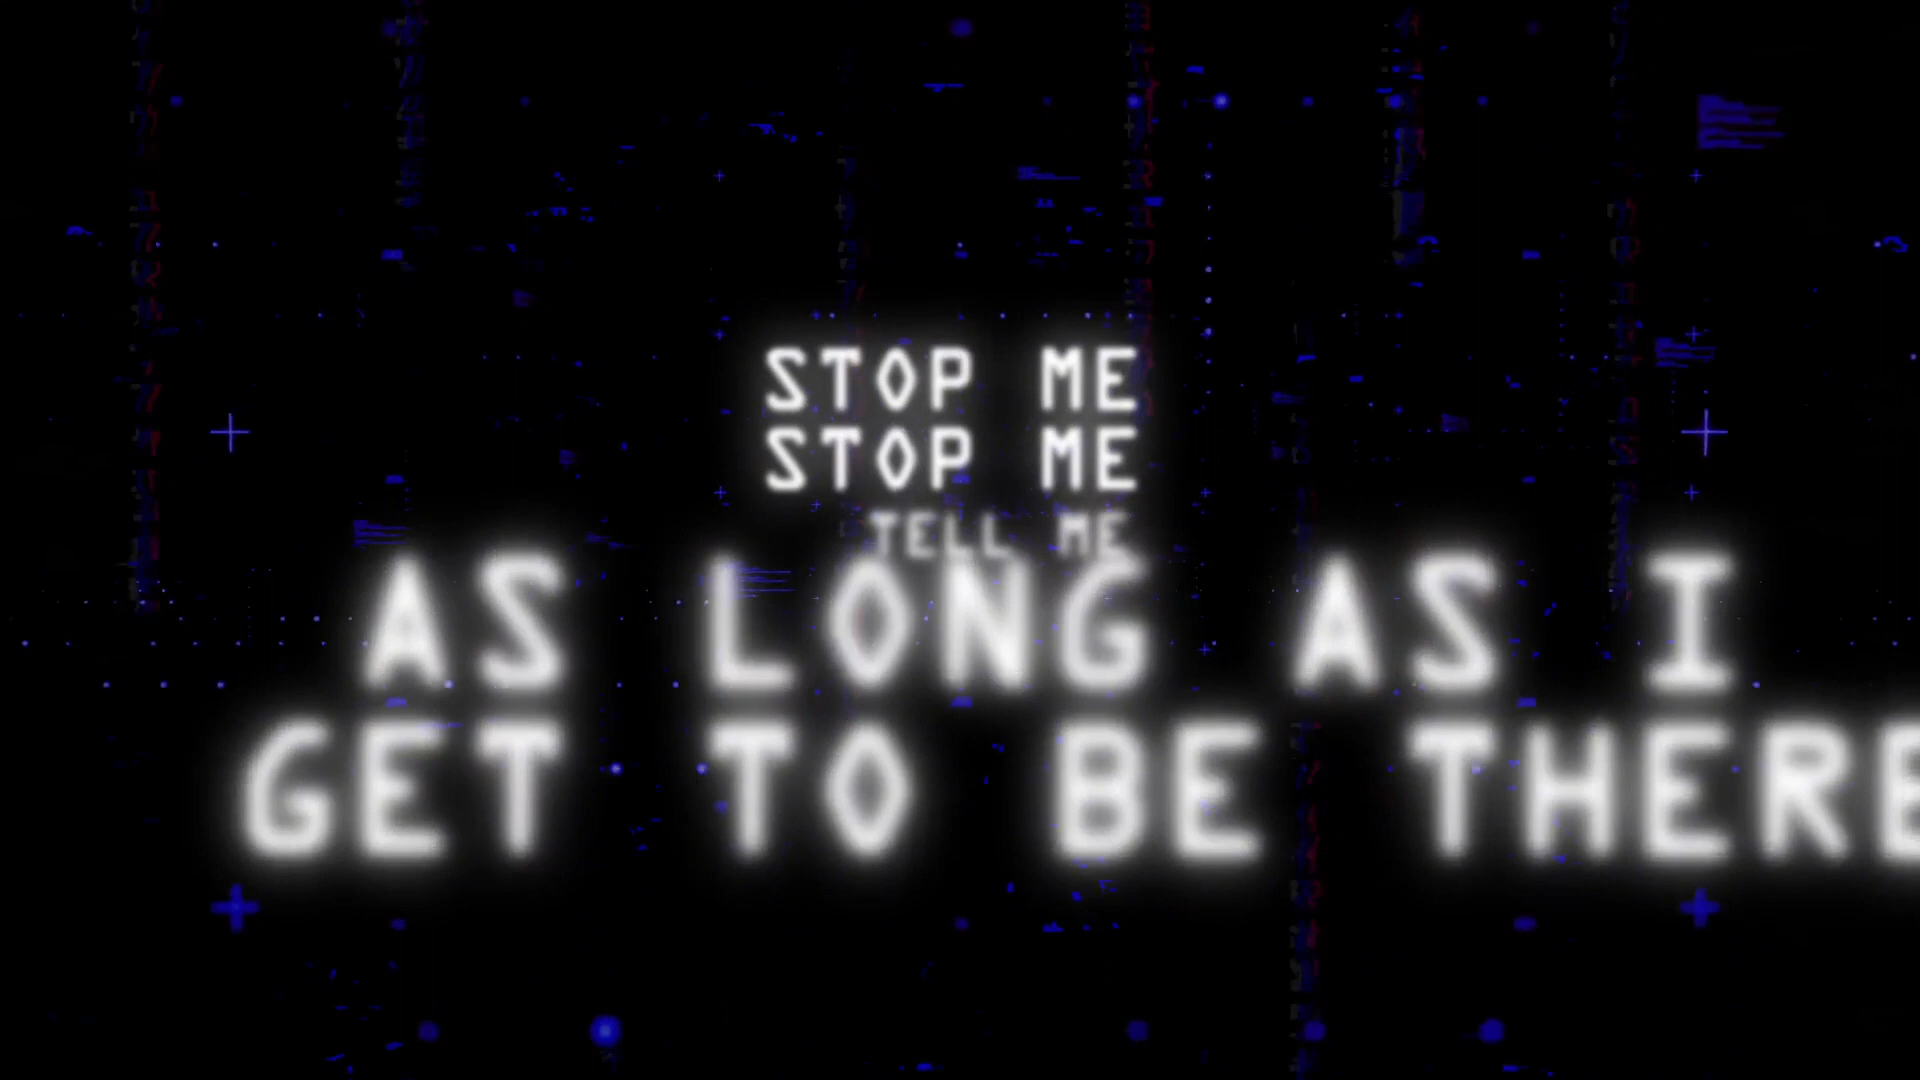 STOP ME
STOP ME
TELL ME
AS LONG AS I
GET TO BE THERE